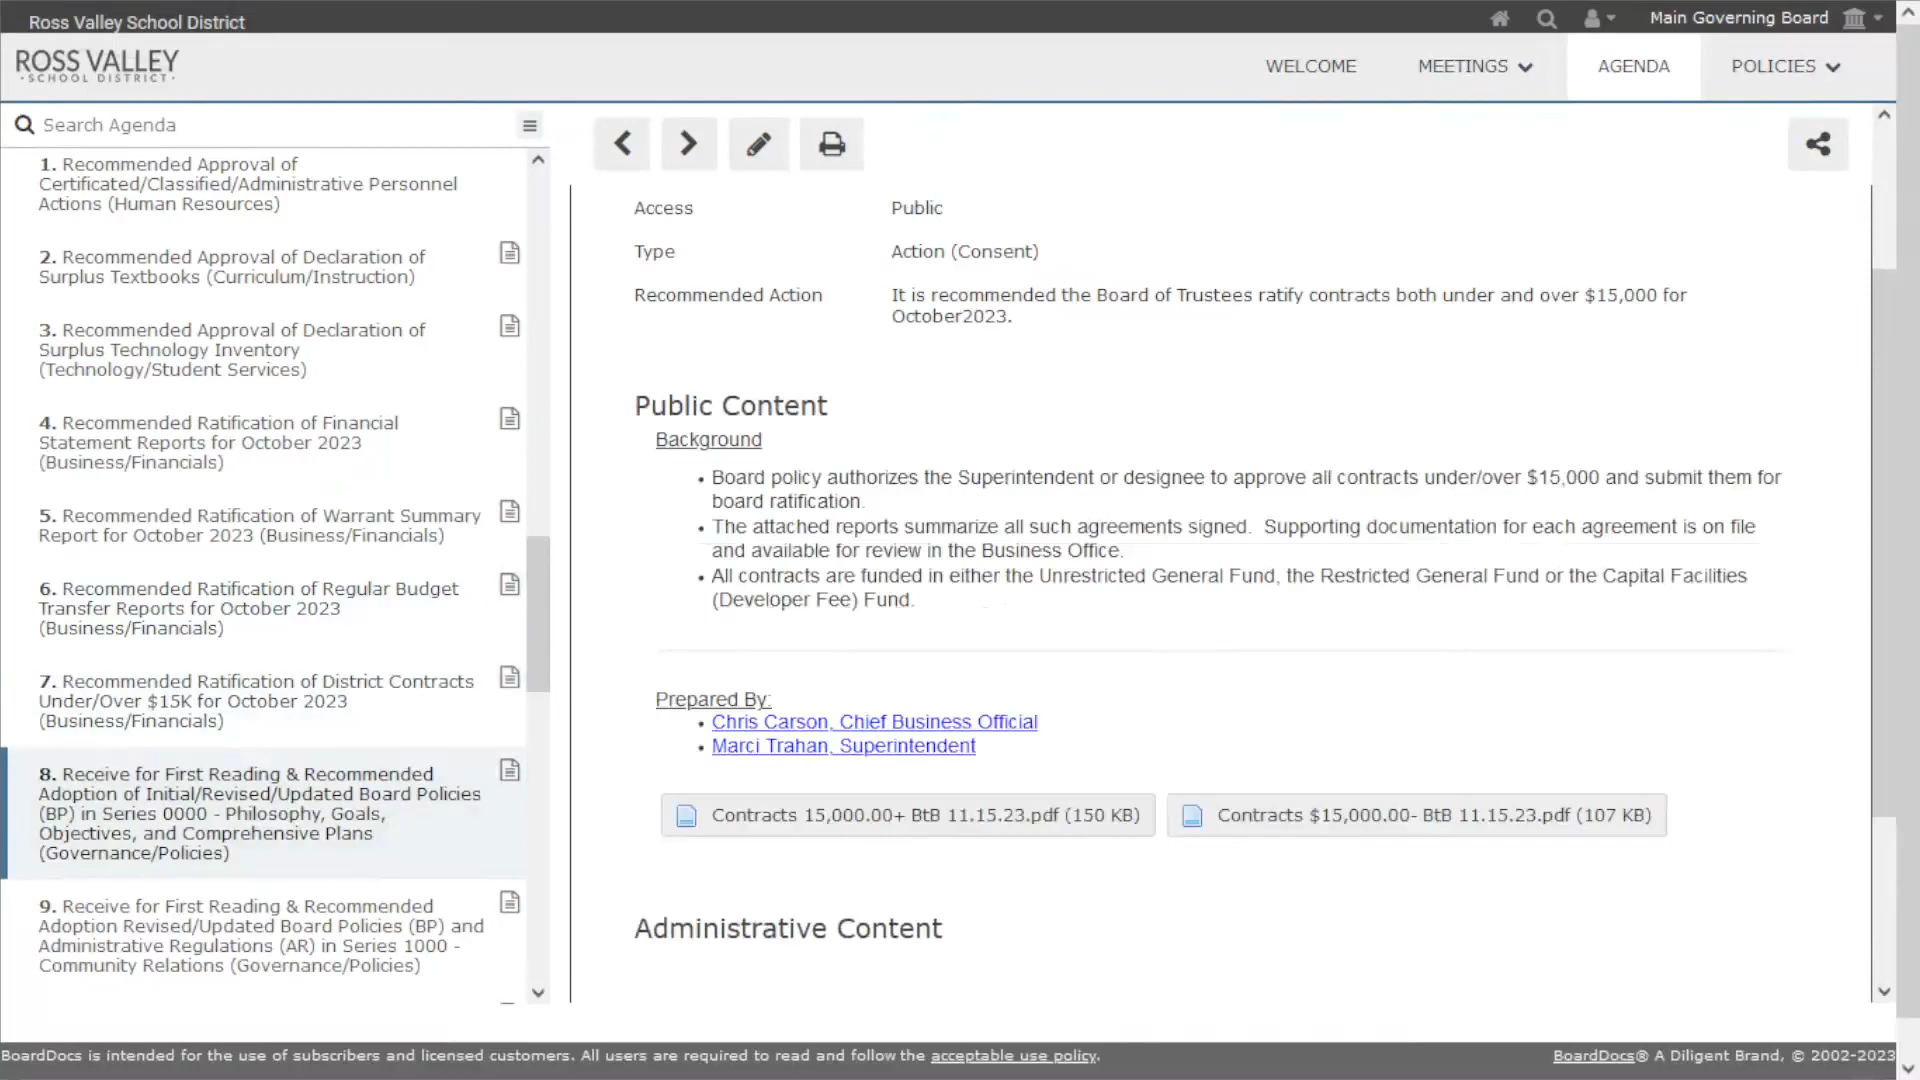 Ross Valley School District
Main Governing Board
ROSS VALLEY
·SCHOOL DISTRICT·
WELCOME
MEETINGS
AGENDA
POLICIES
Search Agenda
1. Recommended Approval of
Certificated/Classified/Administrative Personnel
Actions (Human Resources)
2. Recommended Approval of Declaration of
Surplus Textbooks (Curriculum/Instruction)
3. Recommended Approval of Declaration of
Surplus Technology Inventory
(Technology/Student Services)
4. Recommended Ratification of Financial
Statement Reports for October 2023
(Business/Financials)
5. Recommended Ratification of Warrant Summary
Report for October 2023 (Business/Financials)
6. Recommended Ratification of Regular Budget
Transfer Reports for October 2023
(Business/Financials)
7. Recommended Ratification of District Contracts
Under/Over $15K for October 2023
(Business/Financials)
8. Receive for First Reading & Recommended
Adoption of Initial/Revised/Updated Board Policies
(BP) in Series 0000 - Philosophy, Goals,
Objectives, and Comprehensive Plans
(Governance/Policies)
9. Receive for First Reading & Recommended
Adoption Revised/Updated Board Policies (BP) and
Administrative Regulations (AR) in Series 1000 -
Community Relations (Governance/Policies)
Access Public
Type Action (Consent)
Recommended Action It is recommended the Board of Trustees ratify contracts both under and over $15,000 for
October2023.
Public Content
Background
• Board policy authorizes the Superintendent or designee to approve all contracts under/over $15,000 and submit them for
board ratification.
• The attached reports summarize all such agreements signed.  Supporting documentation for each agreement is on file
and available for review in the Business Office.
• All contracts are funded in either the Unrestricted General Fund, the Restricted General Fund or the Capital Facilities
(Developer Fee) Fund.
Prepared By:
• Chris Carson, Chief Business Official
• Marci Trahan, Superintendent
Contracts 15,000.00+ BtB 11.15.23.pdf (150 KB)
Contracts $15,000.00- BtB 11.15.23.pdf (107 KB)
Administrative Content
BoardDocs is intended for the use of subscribers and licensed customers. All users are required to read and follow the acceptable use policy.
BoardDocs® A Diligent Brand, © 2002-2023